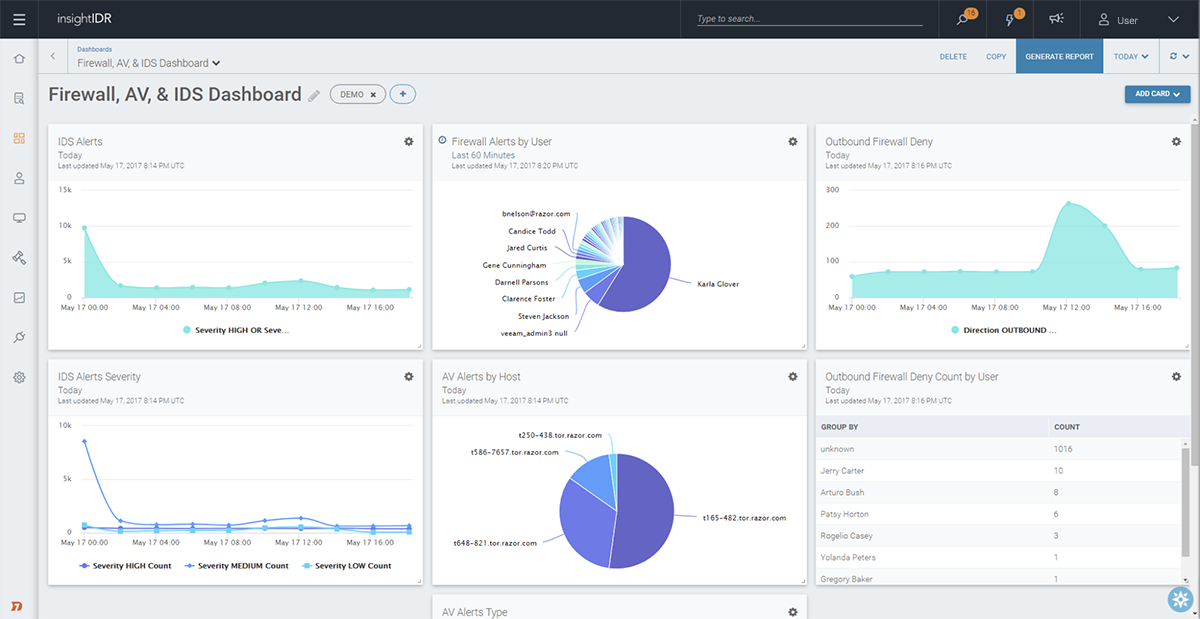 insightIDR
Type to search...
16
1
User
Dashboards
Firewall, AV, & IDS Dashboard
DELETE
COPY
GENERATE REPORT
TODAY
Firewall, AV, & IDS Dashboard
DEMO ×
+
ADD CARD
IDS Alerts
Today
Last updated May 17, 2017 8:14 PM UTC
15k
10k
5k
0
May 17 00:00 May 17 04:00 May 17 08:00 May 17 12:00 May 17 16:00
Severity HIGH OR Seve...
Firewall Alerts by User
Last 60 Minutes
Last updated May 17, 2017 8:20 PM UTC
bnelson@razor.com
Candice Todd
Jared Curtis
Gene Cunningham
Darnell Parsons
Clarence Foster
Steven Jackson
veeam_admin3 null
Karla Glover
Outbound Firewall Deny
Today
Last updated May 17, 2017 8:16 PM UTC
300
200
100
0
May 17 00:00 May 17 04:00 May 17 08:00 May 17 12:00 May 17 16:00
Direction OUTBOUND ...
IDS Alerts Severity
Today
Last updated May 17, 2017 8:14 PM UTC
10k
5k
0
May 17 00:00 May 17 04:00 May 17 08:00 May 17 12:00 May 17 16:00
Severity HIGH Count Severity MEDIUM Count Severity LOW Count
AV Alerts by Host
Today
Last updated May 17, 2017 8:14 PM UTC
t250-438.tor.razor.com
t586-7657.tor.razor.com
t165-482.tor.razor.com
t648-821.tor.razor.com
Outbound Firewall Deny Count by User
Today
Last updated May 17, 2017 8:16 PM UTC
GROUP BY COUNT
unknown 1016
Jerry Carter 10
Arturo Bush 8
Patsy Horton 6
Rogelio Casey 3
Yolanda Peters 1
Gregory Baker 1
AV Alerts Type